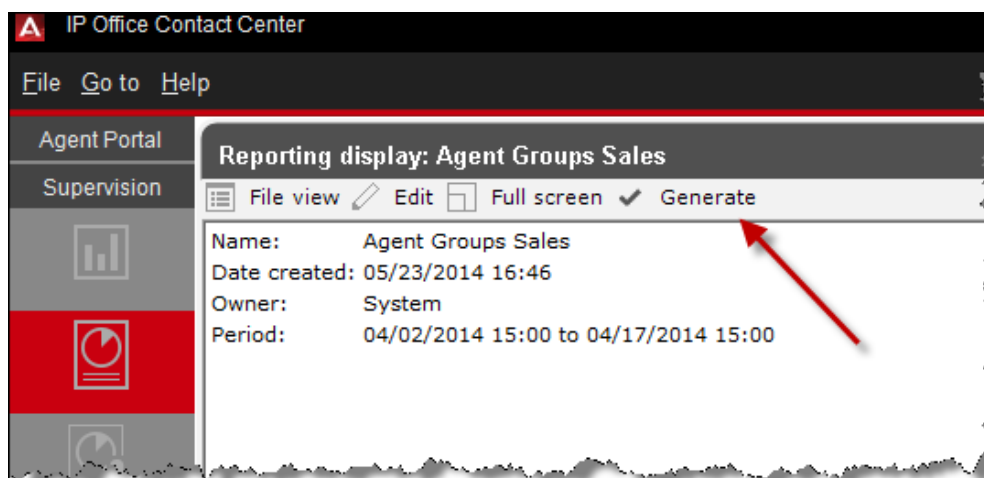 IP Office Contact Center
File Go to Help
Agent Portal
Supervision
Reporting display: Agent Groups Sales
File view Edit Full screen Generate
Name: Agent Groups Sales
Date created: 05/23/2014 16:46
Owner: System
Period: 04/02/2014 15:00 to 04/17/2014 15:00